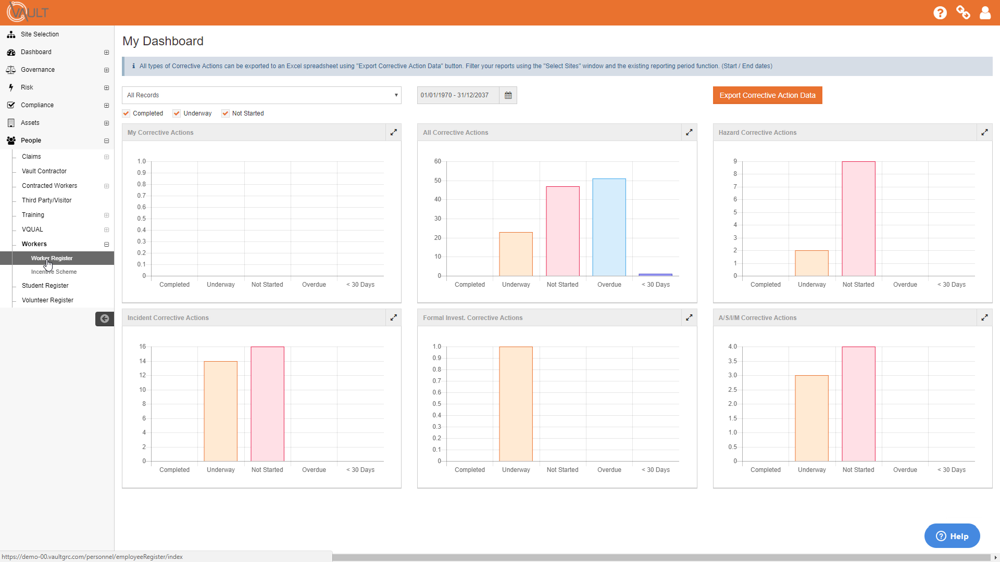 VAULT
Site Selection
Dashboard
Governance
Risk
Compliance
Assets
People
Claims
Vault Contractor
Contracted Workers
Third Party/Visitor
Training
VQUAL
Workers
Worker Register
Incentive Scheme
Student Register
Volunteer Register
My Dashboard
All types of Corrective Actions can be exported to an Excel spreadsheet using "Export Corrective Action Data" button. Filter your reports using the "Select Sites" window and the existing reporting period function. (Start / End dates)
All Records
01/01/1970 - 31/12/2037
Export Corrective Action Data
Completed Underway Not Started
My Corrective Actions
1.0
0.9
0.8
0.7
0.6
0.5
0.4
0.3
0.2
0.1
0
Completed Underway Not Started Overdue < 30 Days
All Corrective Actions
60
50
40
30
20
10
0
Completed Underway Not Started Overdue < 30 Days
Hazard Corrective Actions
9
8
7
6
5
4
3
2
1
0
Completed Underway Not Started Overdue < 30 Days
Incident Corrective Actions
16
14
12
10
8
6
4
2
0
Completed Underway Not Started Overdue < 30 Days
Formal Invest. Corrective Actions
1.0
0.9
0.8
0.7
0.6
0.5
0.4
0.3
0.2
0.1
0
Completed Underway Not Started Overdue < 30 Days
A/S/I/M Corrective Actions
4.0
3.5
3.0
2.5
2.0
1.5
1.0
0.5
0
Completed Underway Not Started Overdue < 30 Days
Help
https://demo-00.vaultgrc.com/personnel/employeeRegister/index